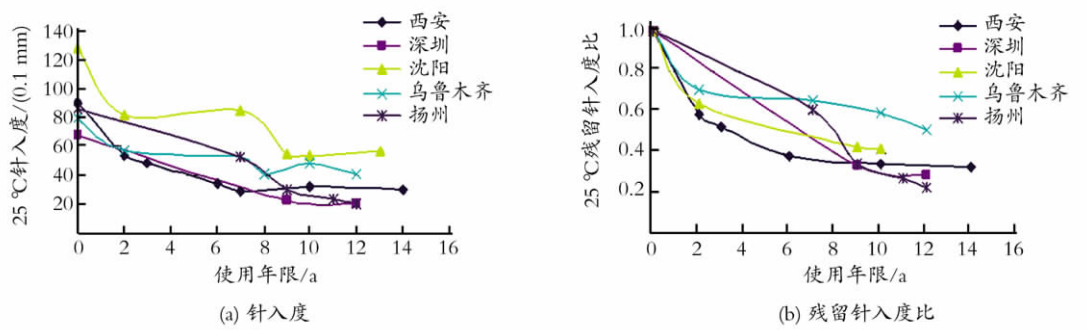 25 ℃针入度/(0.1 mm)
140
120
100
80
60
40
20
0 2 4 6 8 10 12 14 16
使用年限/a
西安
深圳
沈阳
乌鲁木齐
扬州
(a) 针入度
25 ℃残留针入度比
1.0
0.8
0.6
0.4
0.2
0 2 4 6 8 10 12 14 16
使用年限/a
西安
深圳
沈阳
乌鲁木齐
扬州
(b) 残留针入度比